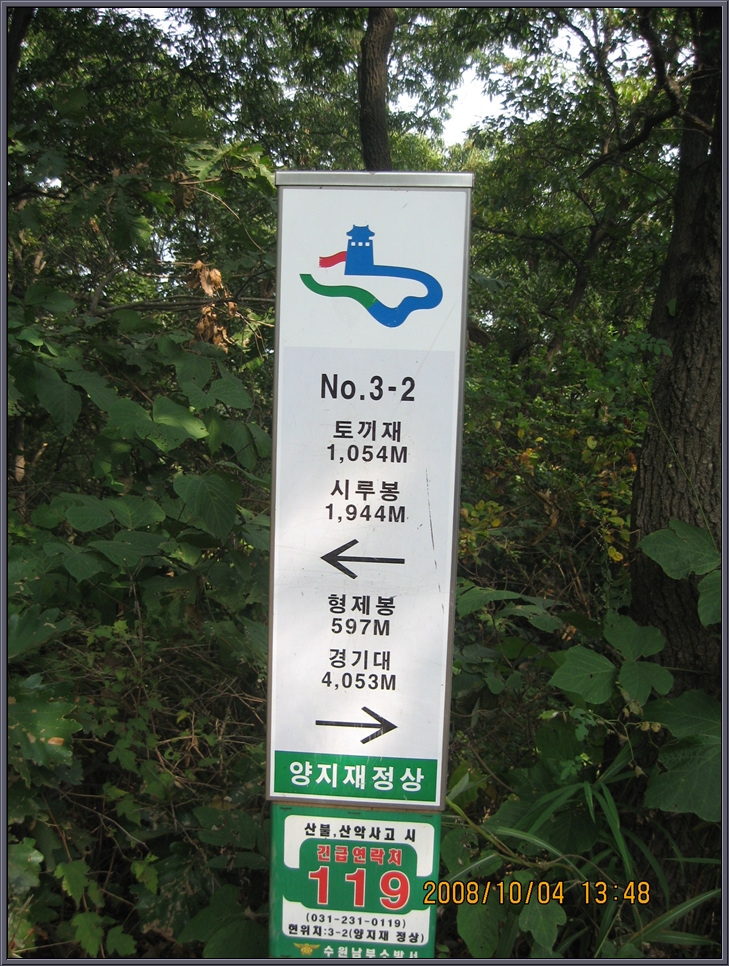 No.3-2
토끼재
1,054M
시루봉
1,944M
형제봉
597M
경기대
4,053M
양지재정상
산불,산악사고 시
긴급연락처
119
(031-231-0119)
현위치:3-2(양지재 정상)
수원남부소방서
2008/10/04 13:48